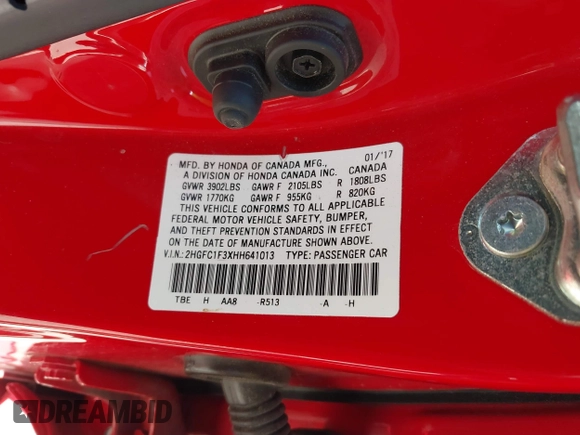 MFD. BY HONDA OF CANADA MFG., 01/'17
A DIVISION OF HONDA CANADA INC. CANADA
GVWR 3902LBS GAWR F 2105LBS R 1808LBS
GVWR 1770KG GAWR F 955KG R 820KG
THIS VEHICLE CONFORMS TO ALL APPLICABLE
FEDERAL MOTOR VEHICLE SAFETY, BUMPER,
AND THEFT PREVENTION STANDARDS IN EFFECT
ON THE DATE OF MANUFACTURE SHOWN ABOVE.
V.I.N.: 2HGFC1F3XHH641013 TYPE: PASSENGER CAR
TBE H AA8 -R513 -A -H
DREAMBID